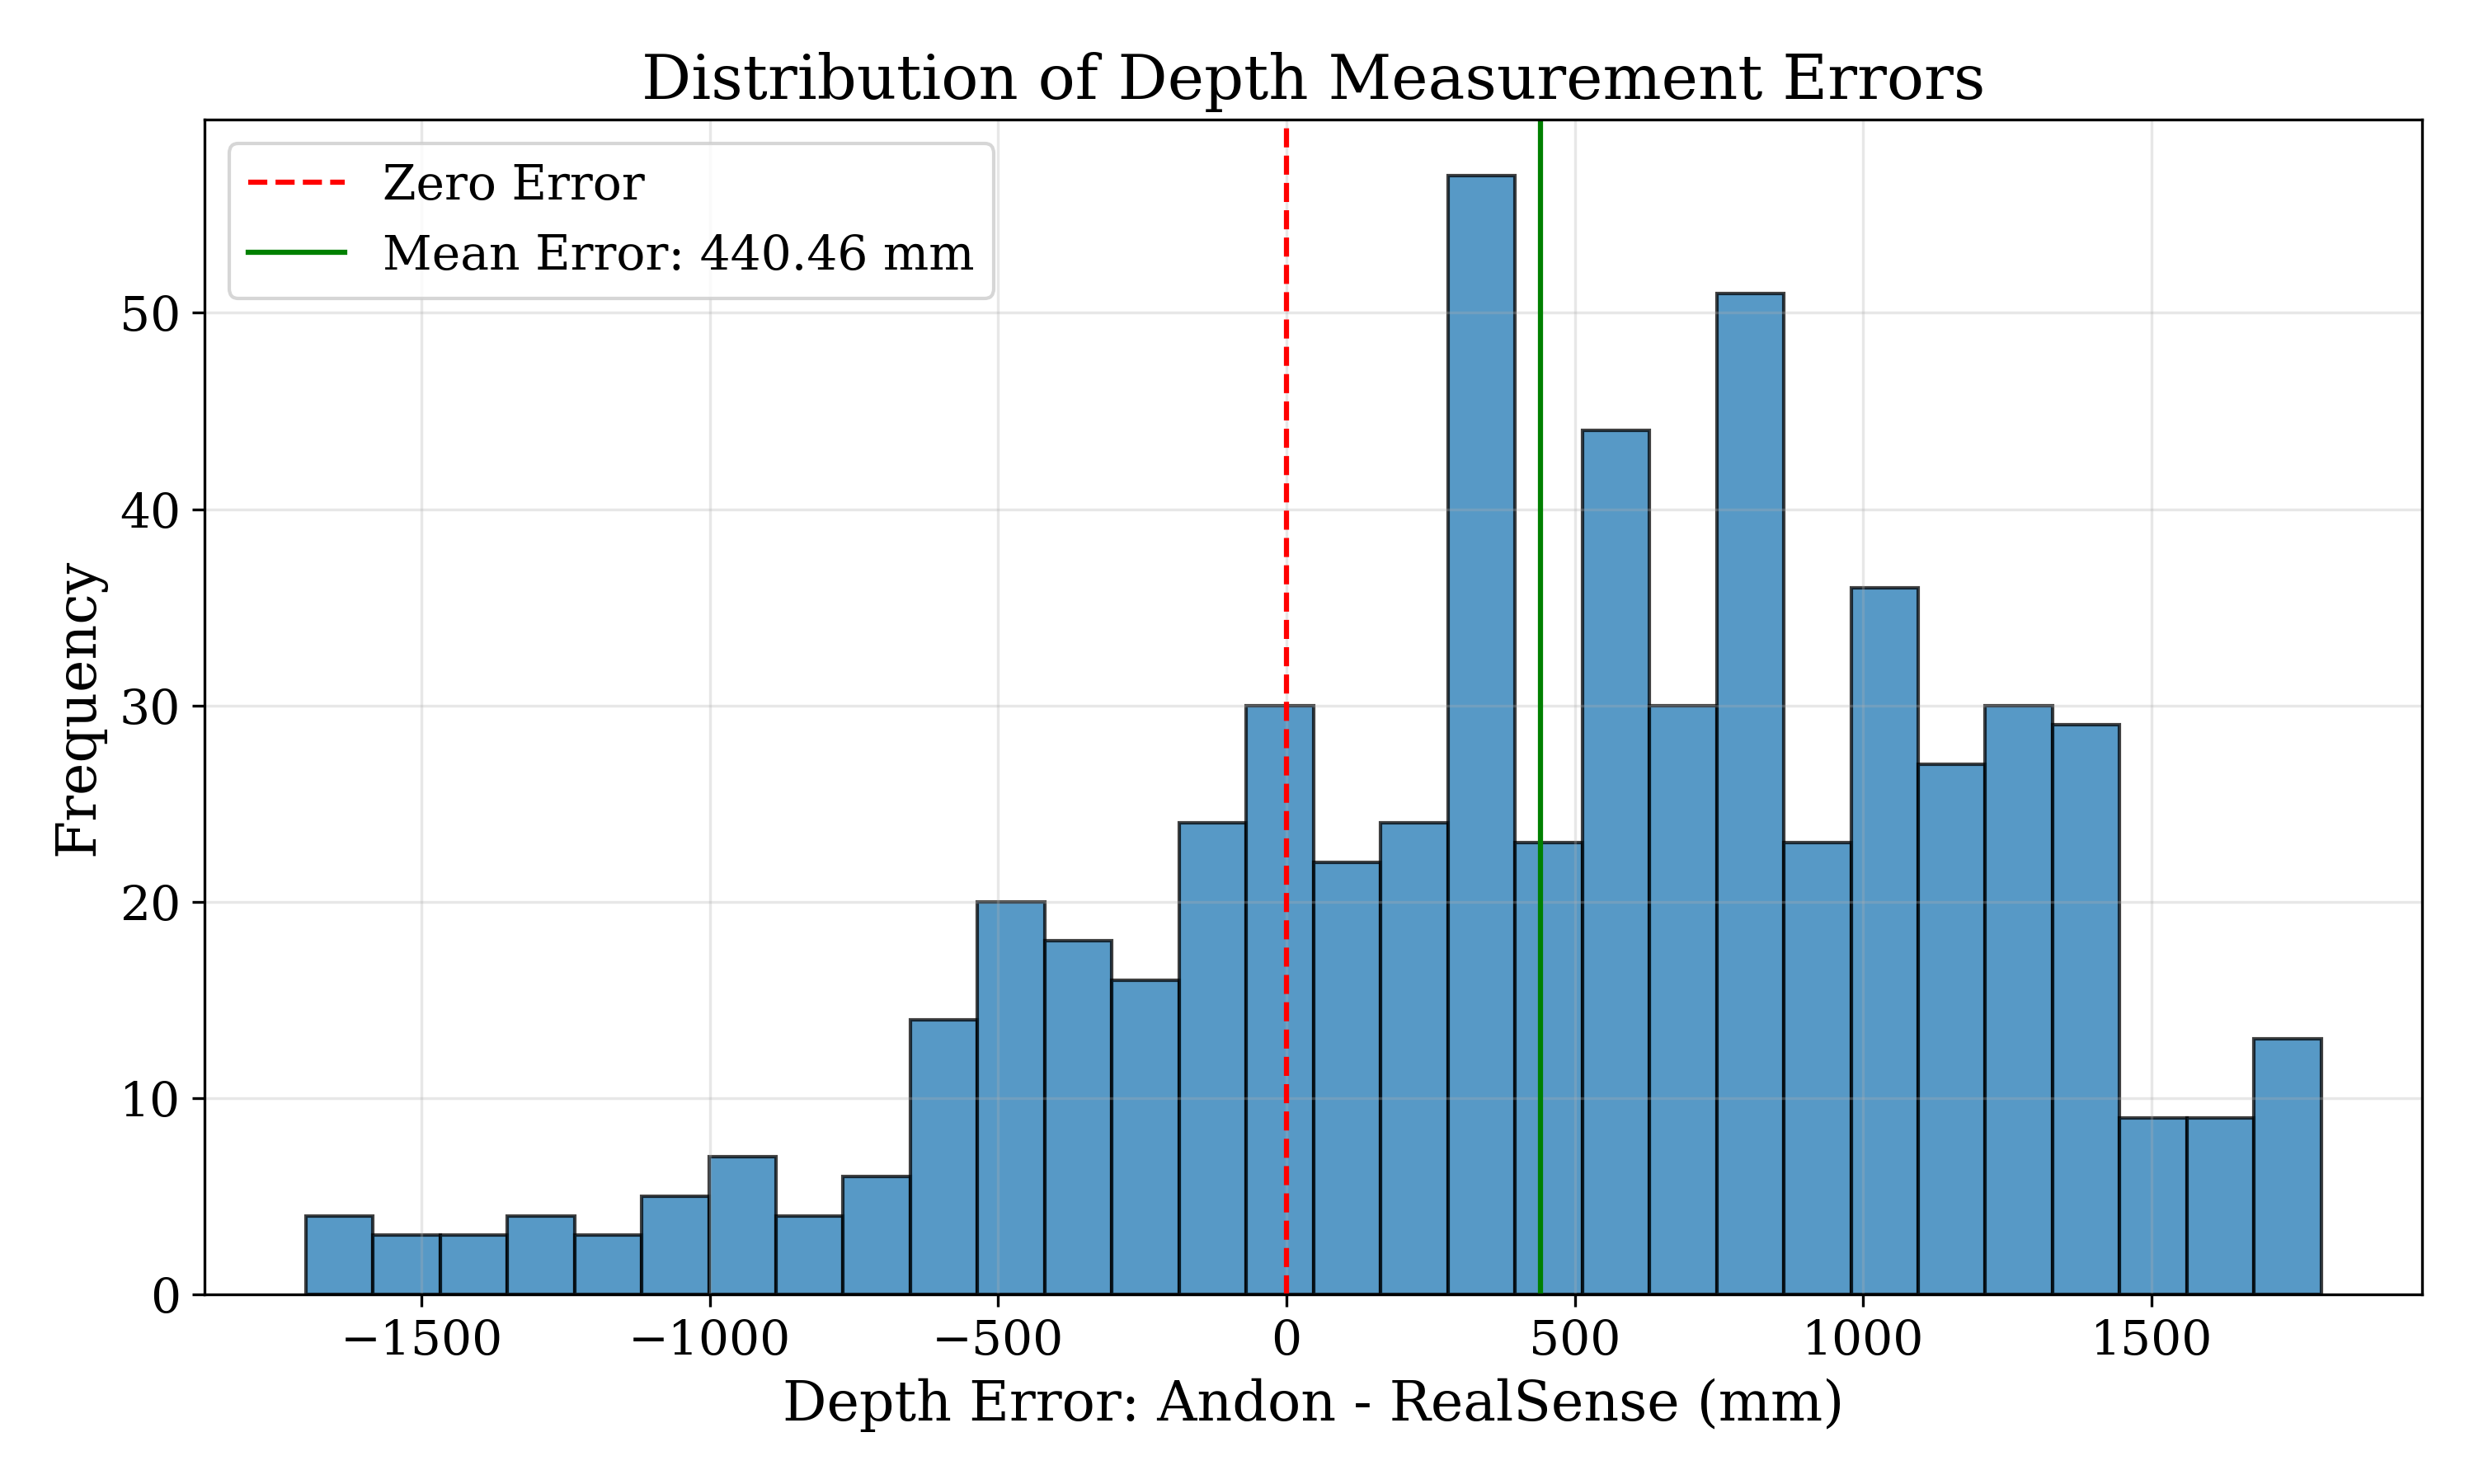 Distribution of Depth Measurement Errors
Zero Error
Mean Error: 440.46 mm
Frequency
50
40
30
20
10
0
−1500
−1000
−500
0
500
1000
1500
Depth Error: Andon - RealSense (mm)